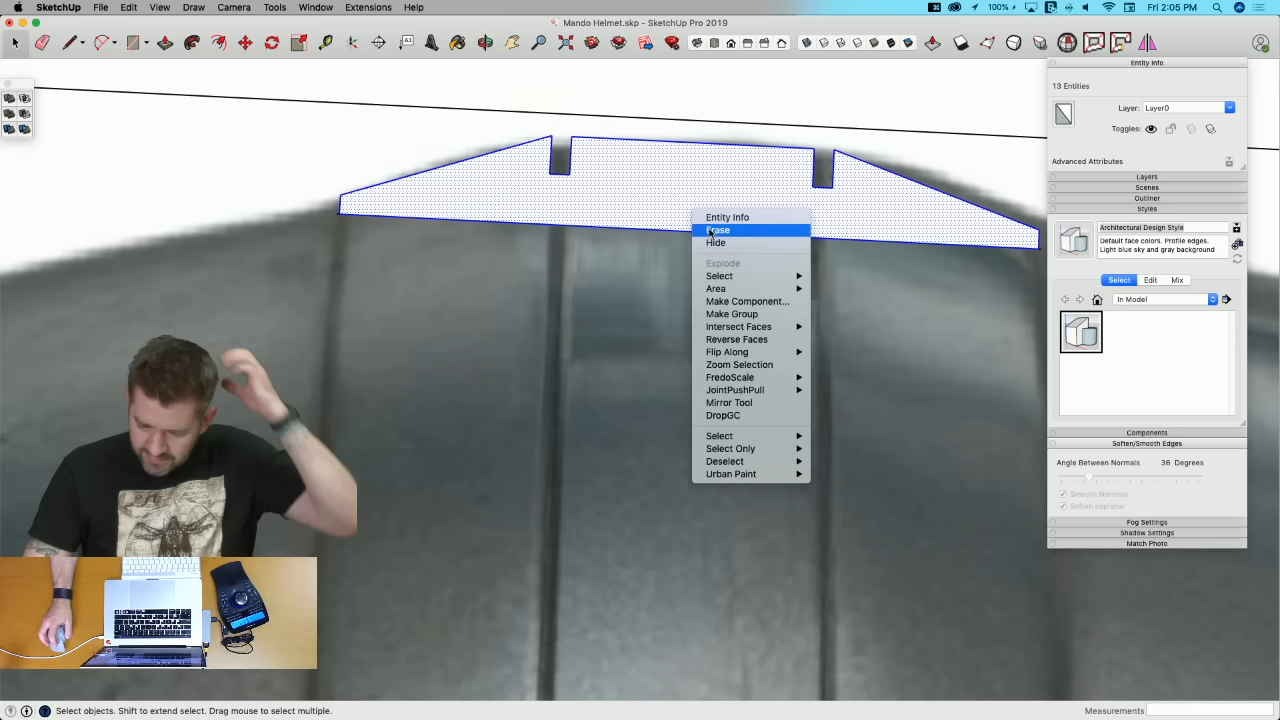 SketchUp File Edit View Camera Draw Tools Window Extensions Help
100% Fri 2:05 PM
Mando Helmet.skp - SketchUp Pro 2019
Entity Info
13 Entities
Layer: Layer0
Toggles:
Advanced Attributes
Layers
Scenes
Outliner
Styles
Architectural Design Style
Default face colors. Profile edges.
Light blue sky and gray background
Select Edit Mix
In Model
Components
Soften/Smooth Edges
Angle Between Normals 36 Degrees
Smooth Normals
Soften coplanar
Fog Settings
Shadow Settings
Match Photo
Entity Info
Erase
Hide
Explode
Select
Area
Make Component...
Make Group
Intersect Faces
Reverse Faces
Flip Along
Zoom Selection
FredoScale
JointPushPull
Mirror Tool
DropGC
Select
Select Only
Deselect
Urban Paint
Select objects. Shift to extend select. Drag mouse to select multiple.
Measurements